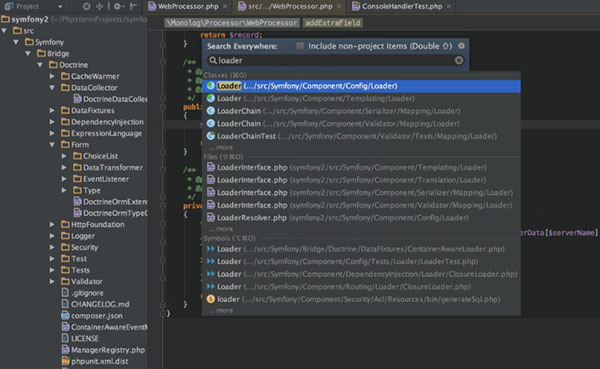 Project
WebProcessor.php
src/.../WebProcessor.php
ConsoleHandlerTest.php
symfony2 (~/PhpstormProjects/symfo
\Monolog\Processor\WebProcessor
addExtraField
src
Symfony
Bridge
Doctrine
CacheWarmer
DataCollector
DoctrineDataCollec
DataFixtures
DependencyInjection
ExpressionLanguage
Form
ChoiceList
DataTransformer
EventListener
Type
DoctrineOrmExtens
DoctrineOrmTypeG
HttpFoundation
Logger
Security
Test
Tests
Validator
.gitignore
CHANGELOG.md
composer.json
ContainerAwareEventM
LICENSE
ManagerRegistry.php
phpunit.xml.dist
return $record;
}
/**
*/
publ
{
}
/**
*/
priva
{
erData[$serverName]
}
}
Search Everywhere:
Include non-project items (Double ⇧)
loader
Classes (⌘O)
Loader (.../src/Symfony/Component/Config/Loader)
Loader (.../src/Symfony/Component/Templating/Loader)
LoaderChain (.../src/Symfony/Component/Serializer/Mapping/Loader)
LoaderChain (.../src/Symfony/Component/Validator/Mapping/Loader)
LoaderChainTest (.../src/Symfony/Component/Validator/Tests/Mapping/Loader)
... more
Files (⇧⌘O)
LoaderInterface.php (symfony2/src/Symfony/Component/Templating/Loader)
LoaderInterface.php (symfony2/src/Symfony/Component/Translation/Loader)
LoaderInterface.php (symfony2/src/Symfony/Component/Serializer/Mapping/Loader)
LoaderInterface.php (symfony2/src/Symfony/Component/Validator/Mapping/Loader)
LoaderResolver.php (symfony2/src/Symfony/Component/Config/Loader)
... more
Symbols (⌥⌘O)
Loader (.../src/Symfony/Bridge/Doctrine/DataFixtures/ContainerAwareLoader.php)
Loader (.../src/Symfony/Component/Config/Tests/Loader/LoaderTest.php)
Loader (.../src/Symfony/Component/DependencyInjection/Loader/ClosureLoader.php)
Loader (.../src/Symfony/Component/Routing/Loader/ClosureLoader.php)
loader (.../src/Symfony/Component/Security/Acl/Resources/bin/generateSql.php)
... more